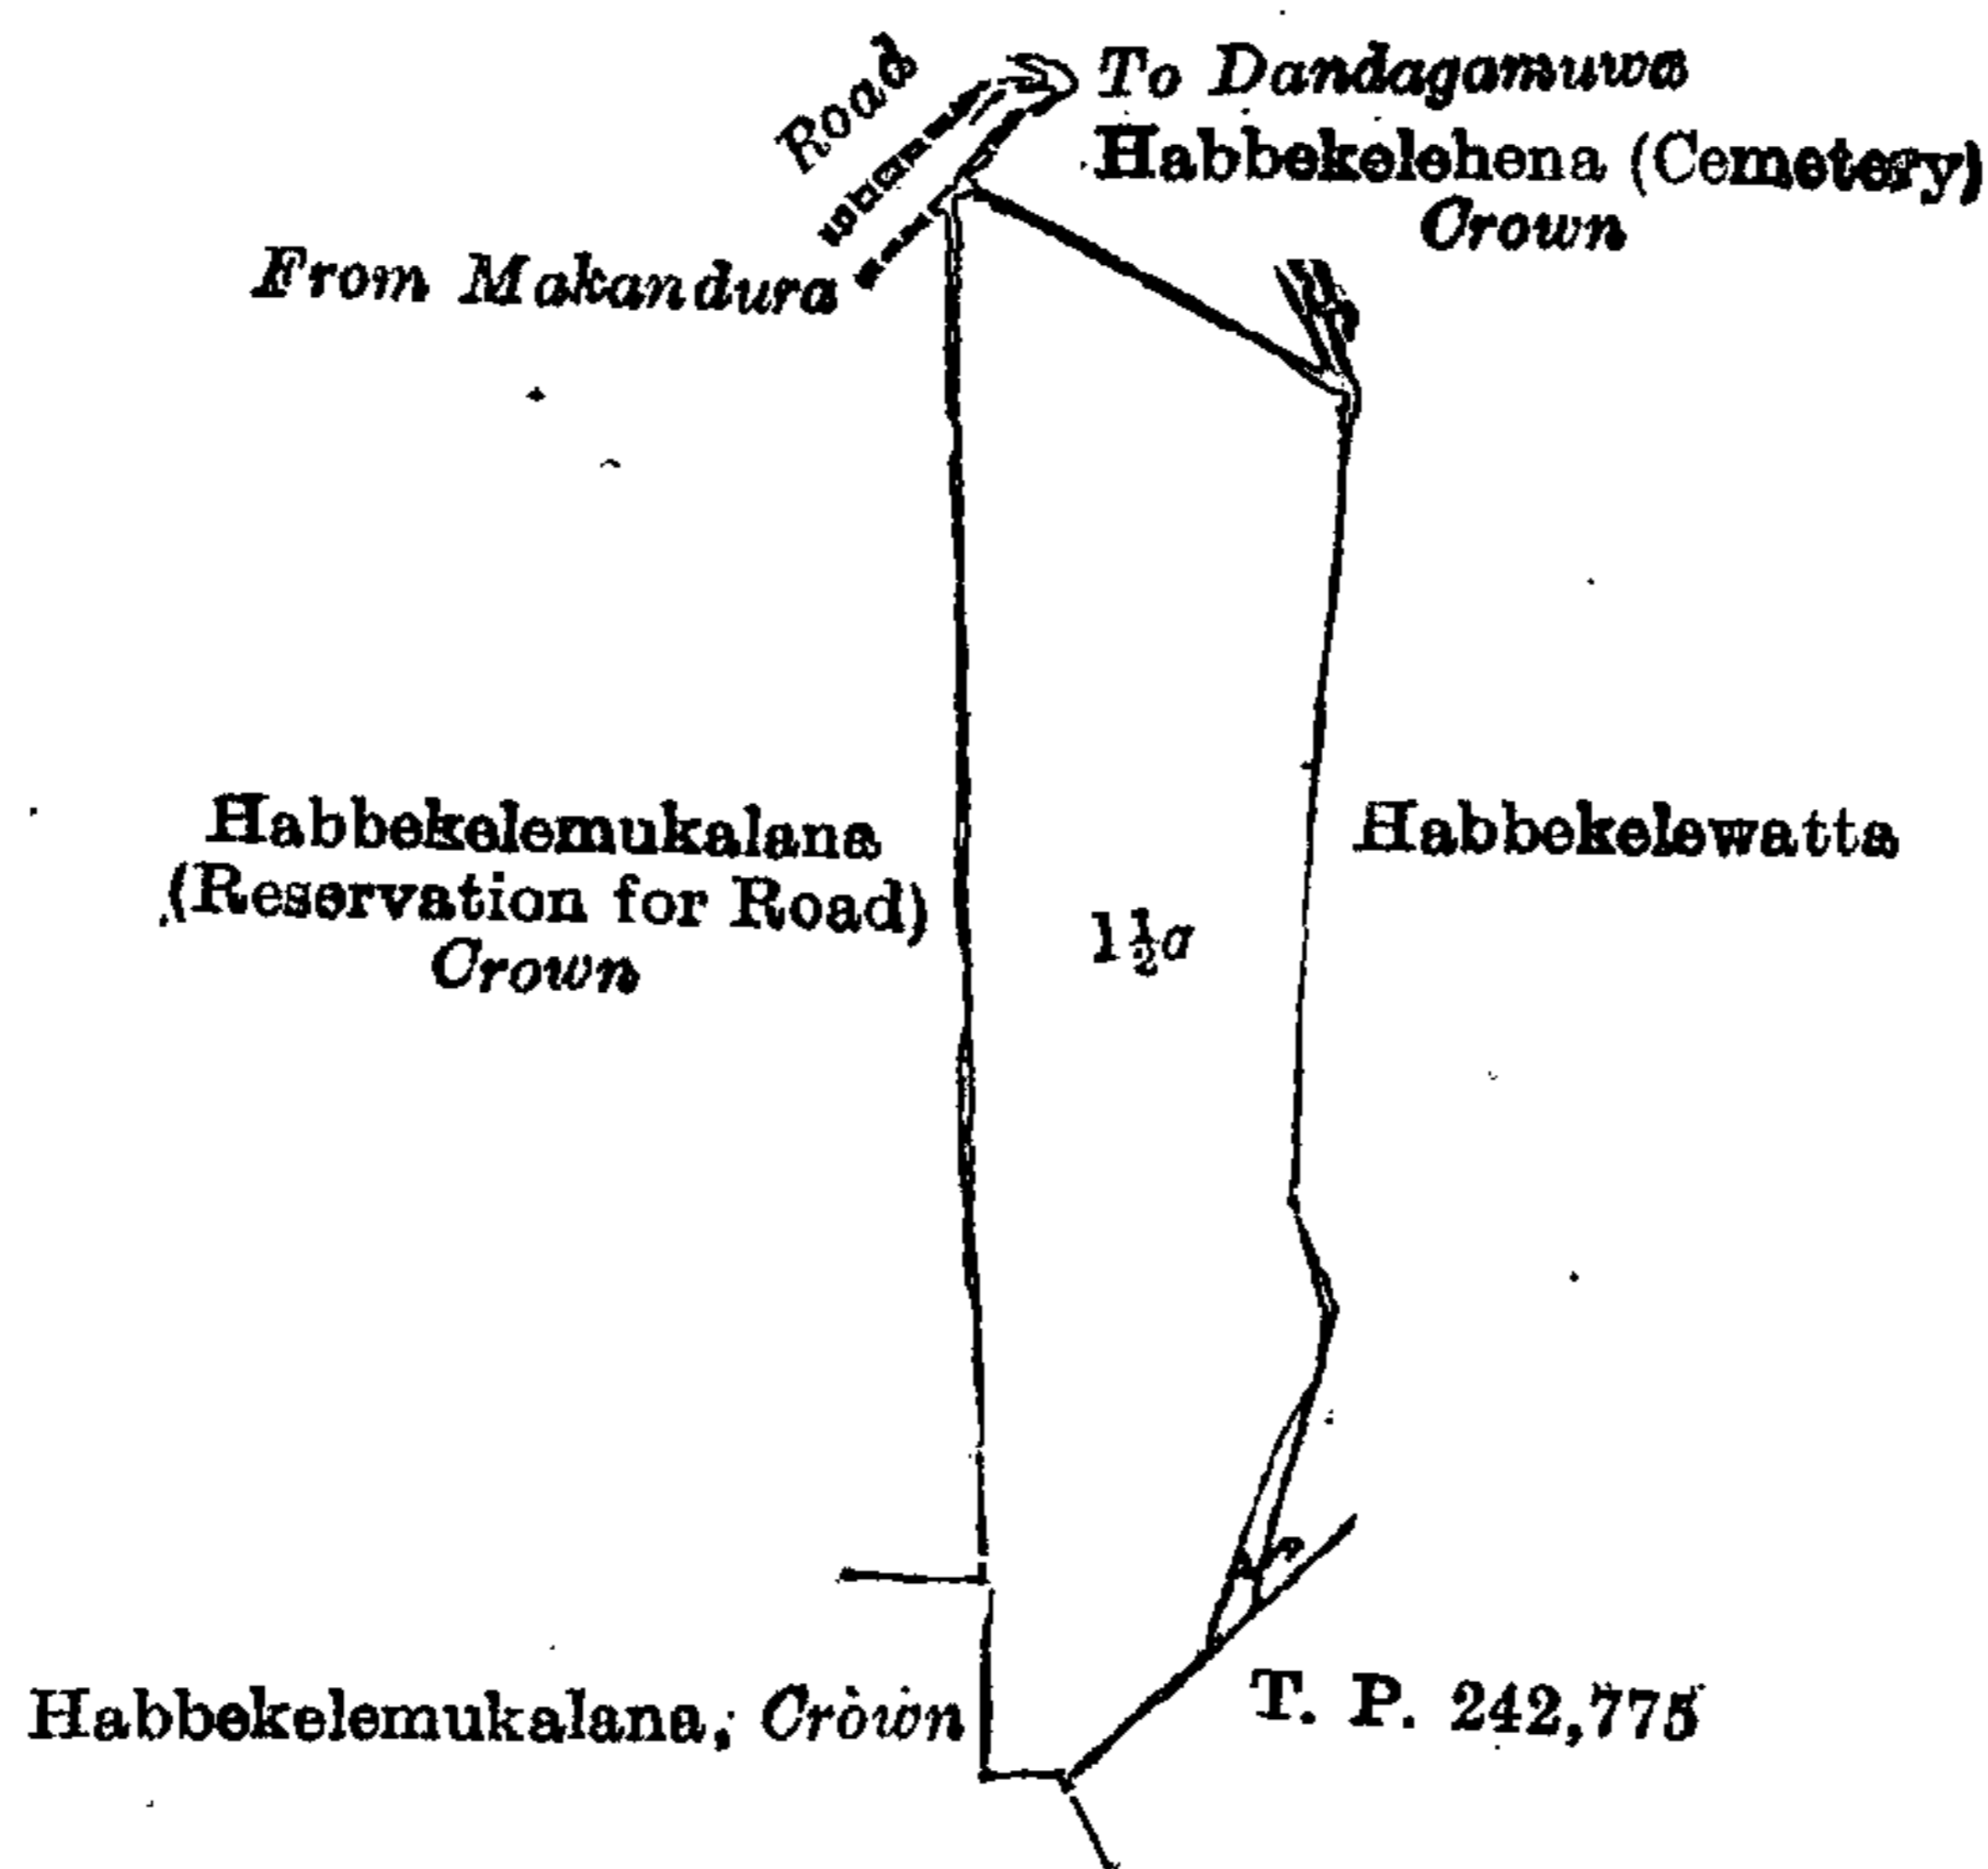 Road
To Dandagamuwa
Habbekelehena (Cemetery)
Crown
From Makandura
Habbekelemukalana
(Reservation for Road)
Crown
Habbekelewatta
1½a
Habbekelemukalana, Crown
T. P. 242,775